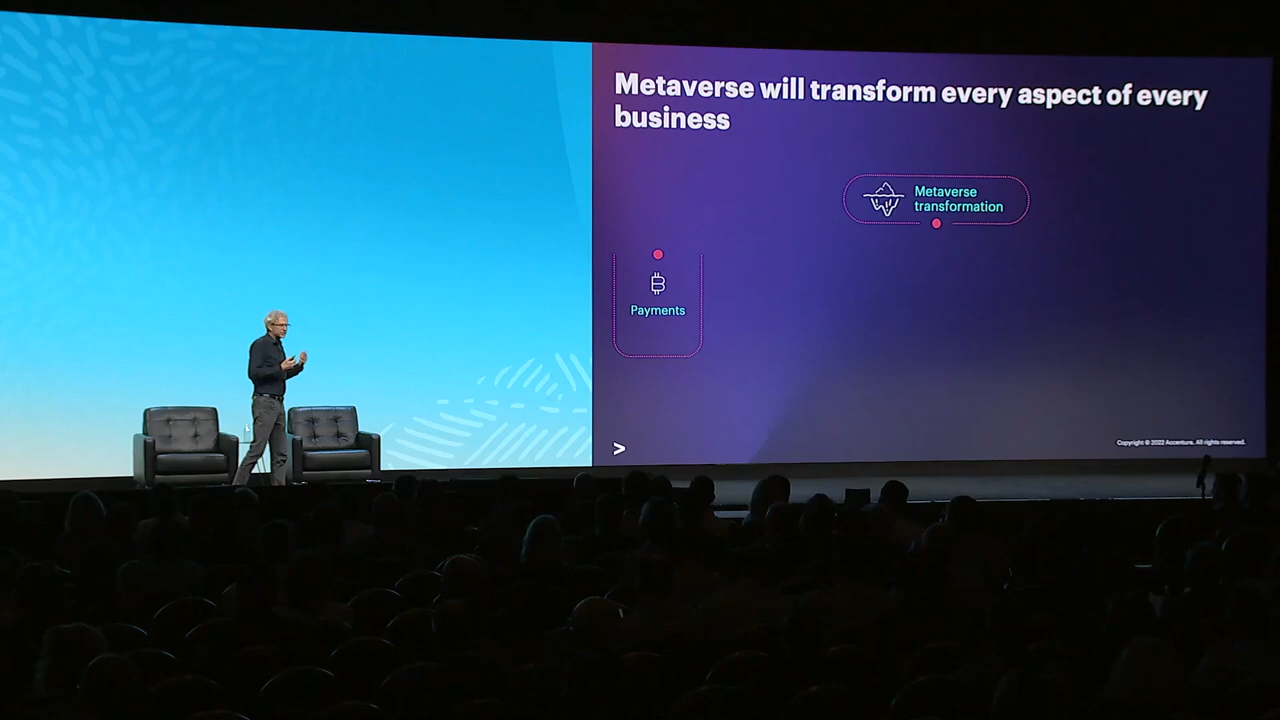 Metaverse will transform every aspect of every
business
Metaverse
transformation
Payments
Copyright © 2022 Accenture. All rights reserved.